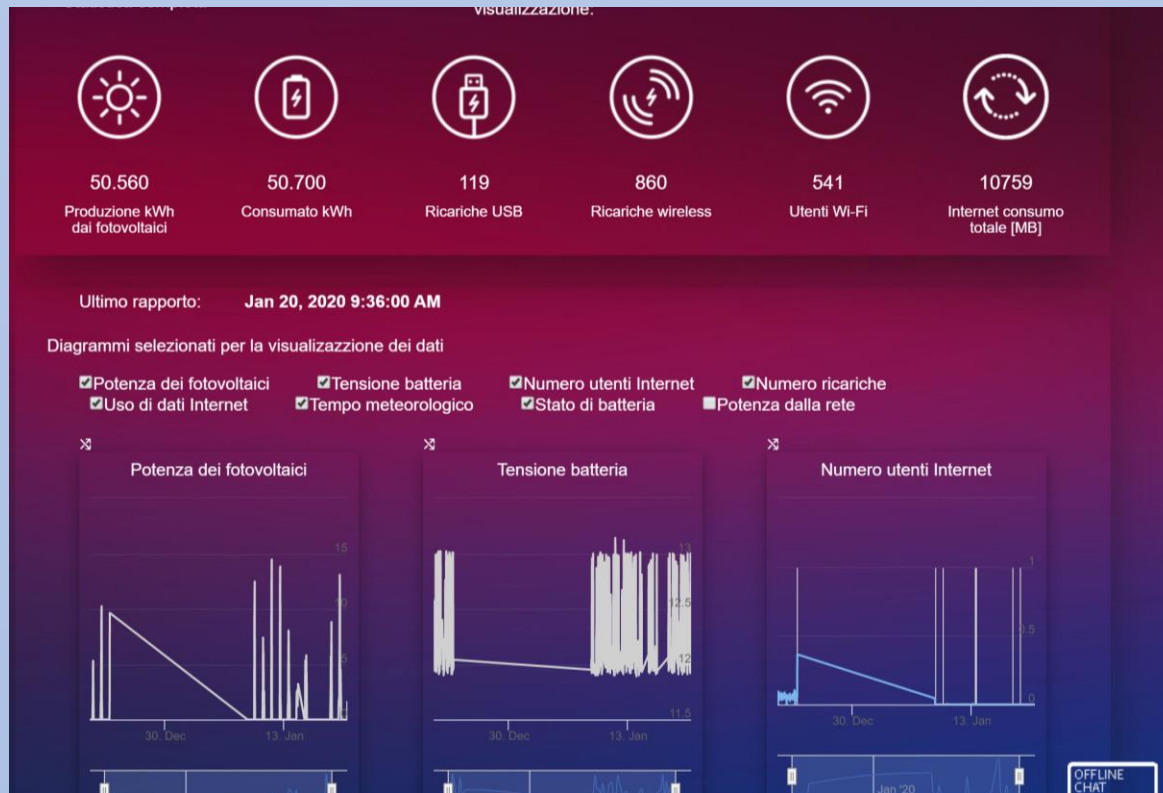 visualizzazione:
50.560
50.700
119
860
541
10759
Produzione kWh
dai fotovoltaici
Consumato kWh
Ricariche USB
Ricariche wireless
Utenti Wi-Fi
Internet consumo
totale [MB]
Ultimo rapporto: Jan 20, 2020 9:36:00 AM
Diagrammi selezionati per la visualizazzione dei dati
Potenza dei fotovoltaici Tensione batteria Numero utenti Internet Numero ricariche
Uso di dati Internet Tempo meteorologico Stato di batteria Potenza dalla rete
Potenza dei fotovoltaici
15
10
5
0
30. Dec 13. Jan
Tensione batteria
13
12.5
12
11.5
30. Dec 13. Jan
Numero utenti Internet
1
0.5
0
30. Dec 13. Jan
Jan '20
OFFLINE
CHAT